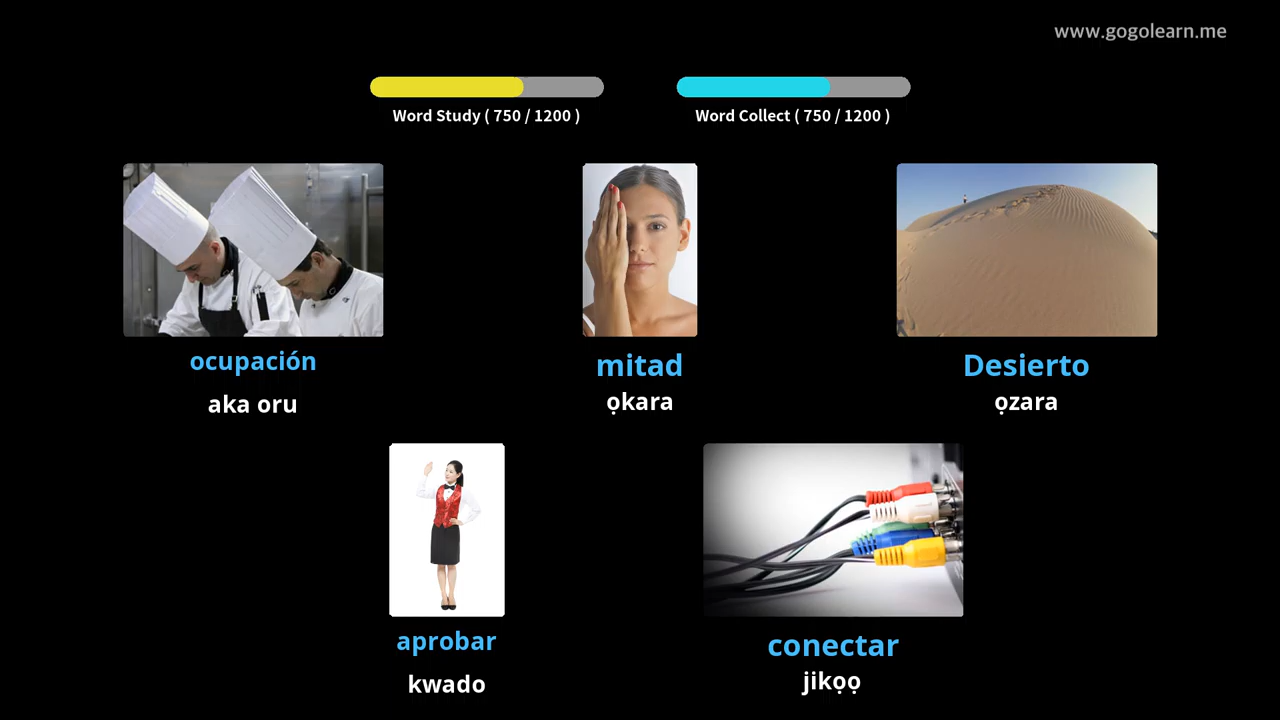 www.gogolearn.me
Word Study ( 750 / 1200 )
Word Collect ( 750 / 1200 )
ocupación
aka oru
mitad
ọkara
Desierto
ọzara
aprobar
kwado
conectar
jikọọ